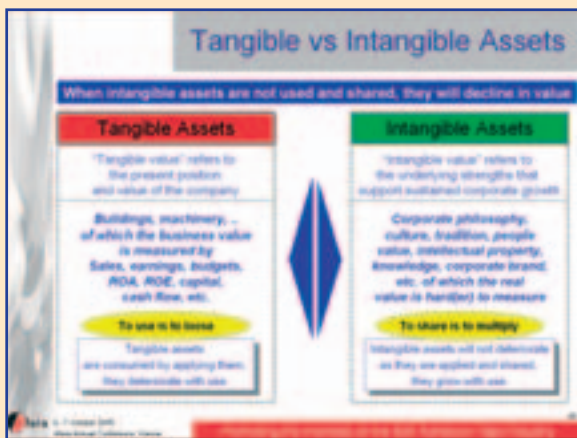 Tangible vs Intangible Assets
When intangible assets are not used and shared, they will decline in value
Tangible Assets
"Tangible value" refers to
the present position
and value of the company
Buildings, machinery, ..
of which the business value
is measured by
Sales, earnings, budgets,
ROA, ROE, capital,
cash flow, etc.
To use is to loose
Tangible assets
are consumed by applying them,
they deteriorate with use
Intangible Assets
"Intangible value" refers to
the underlying strengths that
support sustained corporate growth
Corporate philosophy,
culture, tradition, people
value, intellectual property,
knowledge, corporate brand,
etc. of which the real
value is hard(er) to measure
To share is to multiply
Intangible assets will not deteriorate
as they are applied and shared,
they grow with use